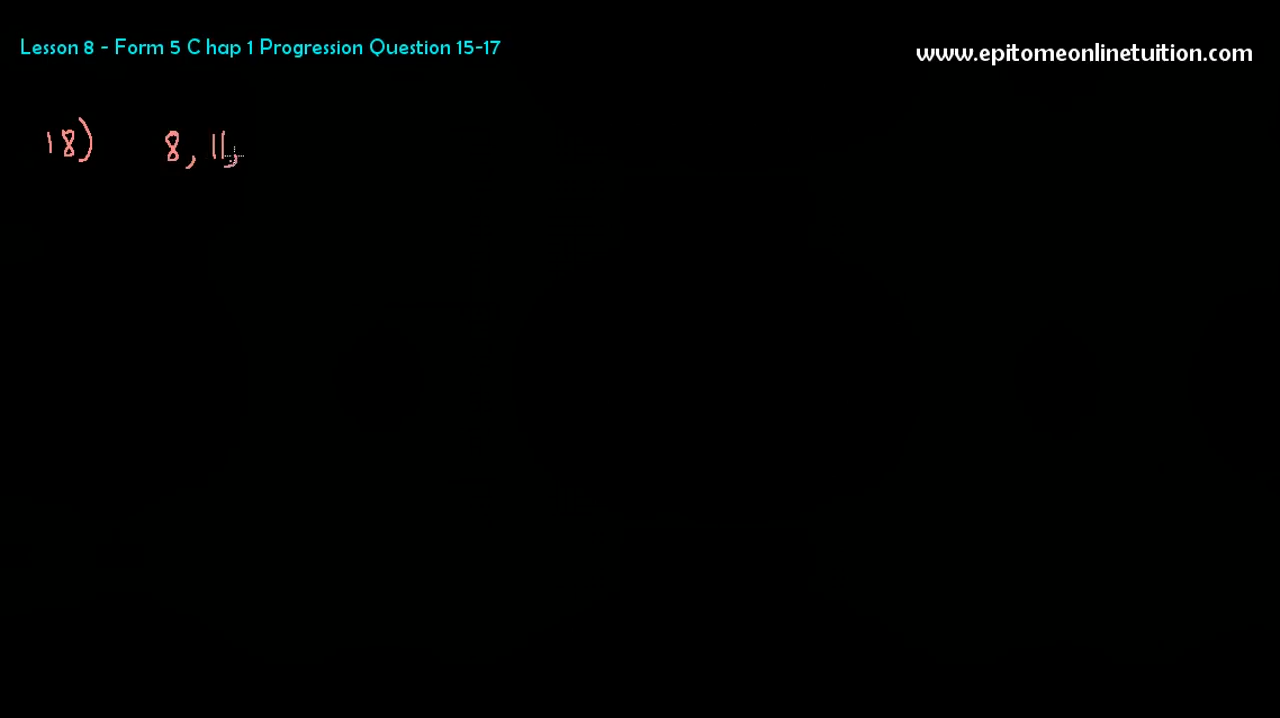 Lesson 8 - Form 5 C hap 1 Progression Question 15-17
www.epitomeonlinetuition.com
18) 8, 11,